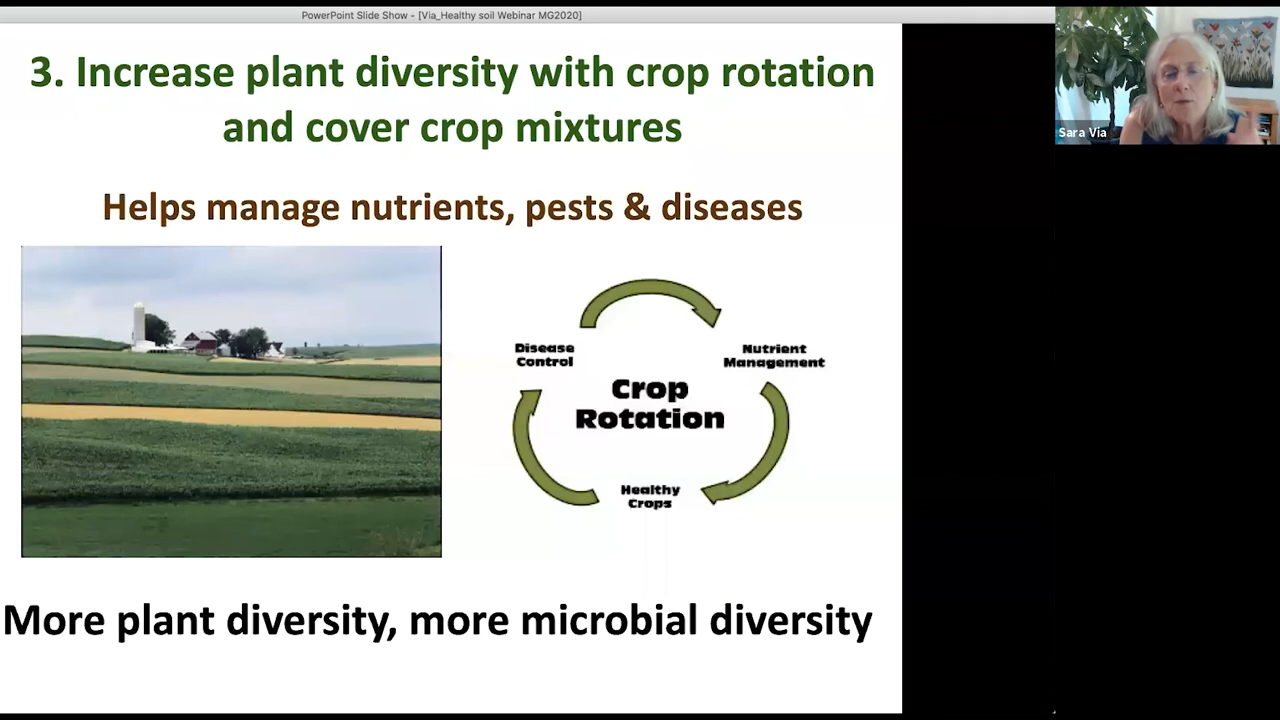 PowerPoint Slide Show - [Via_Healthy soil Webinar MG2020]
3. Increase plant diversity with crop rotation
and cover crop mixtures
Helps manage nutrients, pests & diseases
Disease
Control
Nutrient
Management
Crop
Rotation
Healthy
Crops
More plant diversity, more microbial diversity
Sara Via